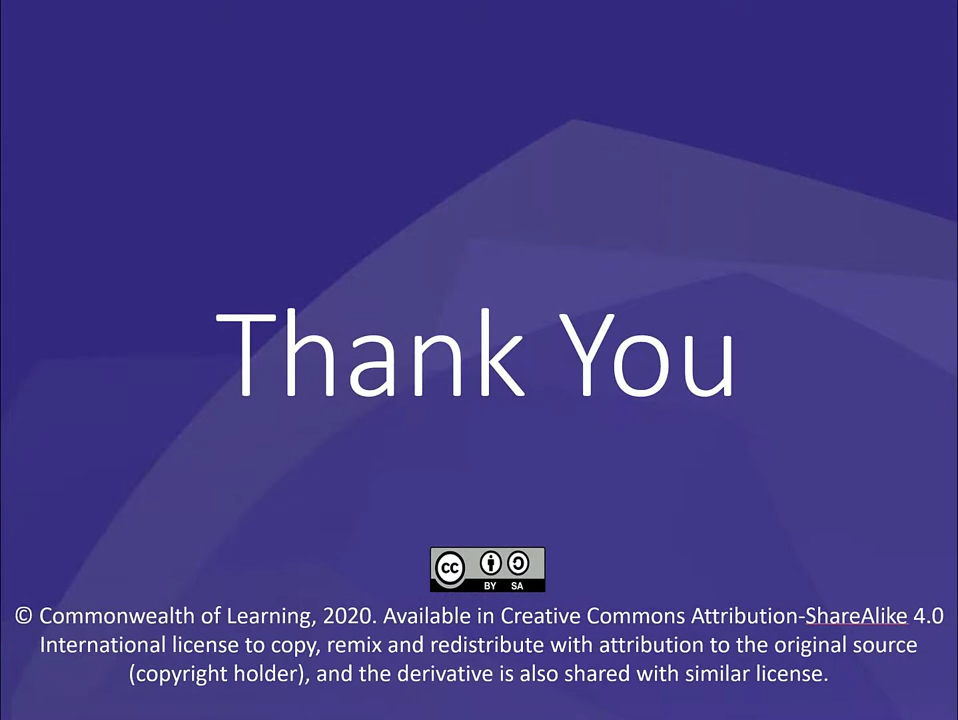 Thank You
cc
BY SA
© Commonwealth of Learning, 2020. Available in Creative Commons Attribution-ShareAlike 4.0
International license to copy, remix and redistribute with attribution to the original source
(copyright holder), and the derivative is also shared with similar license.